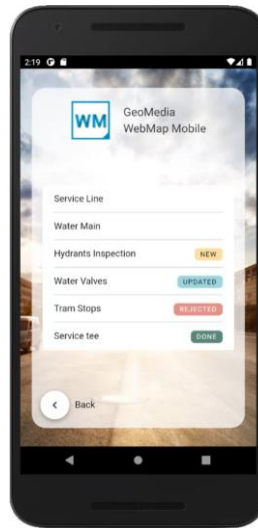 2:19
WM
GeoMedia
WebMap Mobile
Service Line
Water Main
Hydrants Inspection NEW
Water Valves UPDATED
Tram Stops REJECTED
Service tee DONE
Back